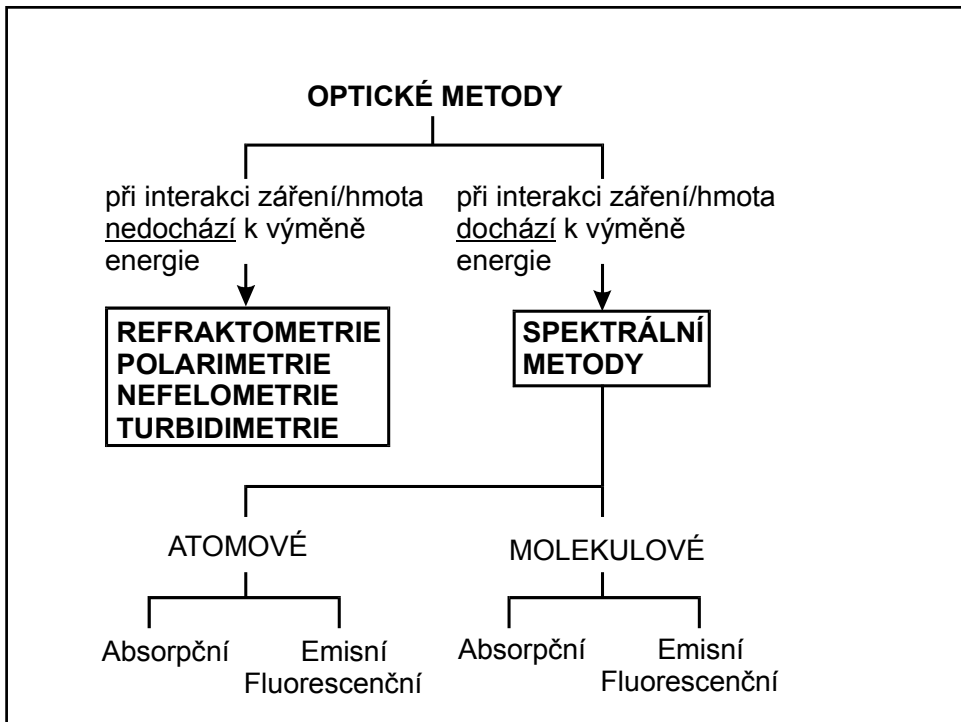 OPTICKÉ METODY
při interakci záření/hmota
nedochází k výměně
energie
při interakci záření/hmota
dochází k výměně
energie
REFRAKTOMETRIE
POLARIMETRIE
NEFELOMETRIE
TURBIDIMETRIE
SPEKTRÁLNÍ
METODY
ATOMOVÉ
MOLEKULOVÉ
Absorpční
Emisní
Fluorescenční
Absorpční
Emisní
Fluorescenční